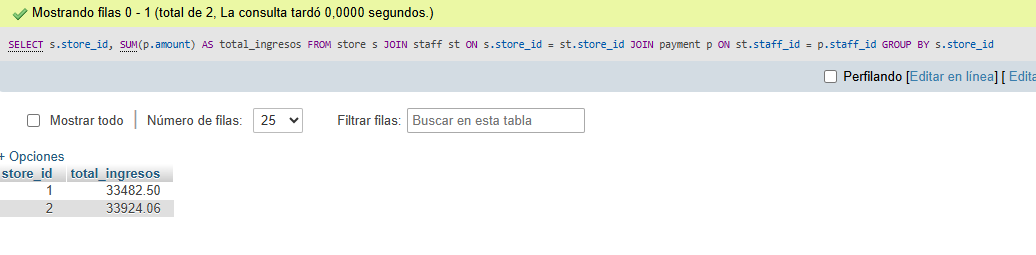 Mostrando filas 0 - 1 (total de 2, La consulta tardó 0,0000 segundos.)
SELECT s.store_id, SUM(p.amount) AS total_ingresos FROM store s JOIN staff st ON s.store_id = st.store_id JOIN payment p ON st.staff_id = p.staff_id GROUP BY s.store_id
Perfilando [Editar en línea] [ Edita
Mostrar todo | Número de filas: 25 Filtrar filas: Buscar en esta tabla
+ Opciones
store_id total_ingresos
1 33482.50
2 33924.06